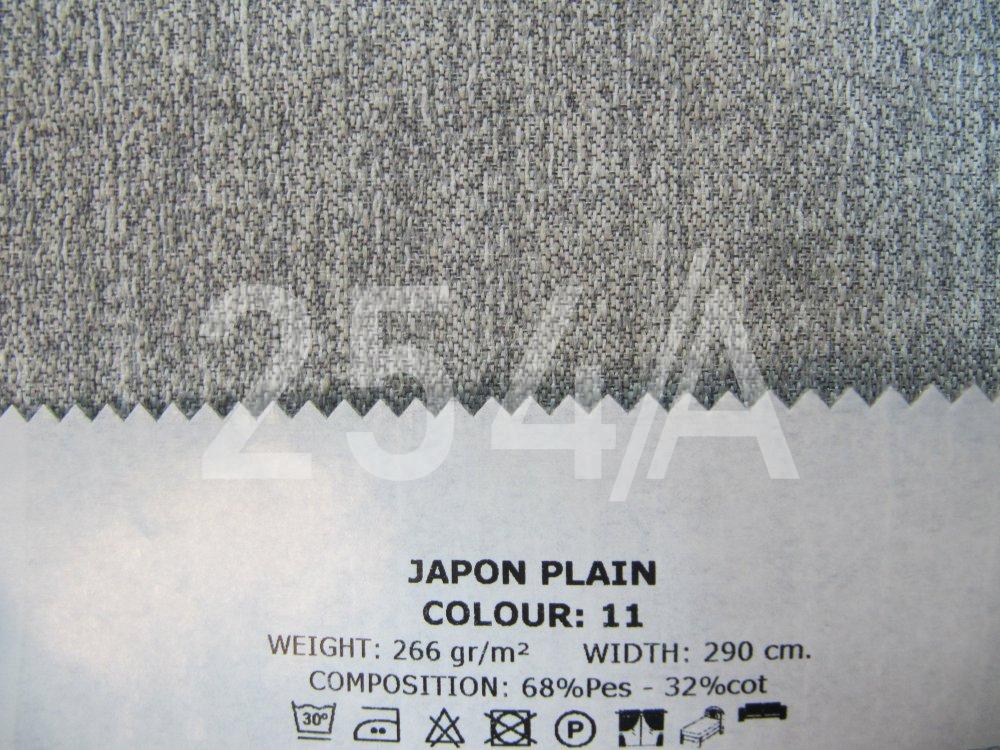 254/A
JAPON PLAIN
COLOUR: 11
WEIGHT: 266 gr/m² WIDTH: 290 cm.
COMPOSITION: 68%Pes - 32%cot
30° P